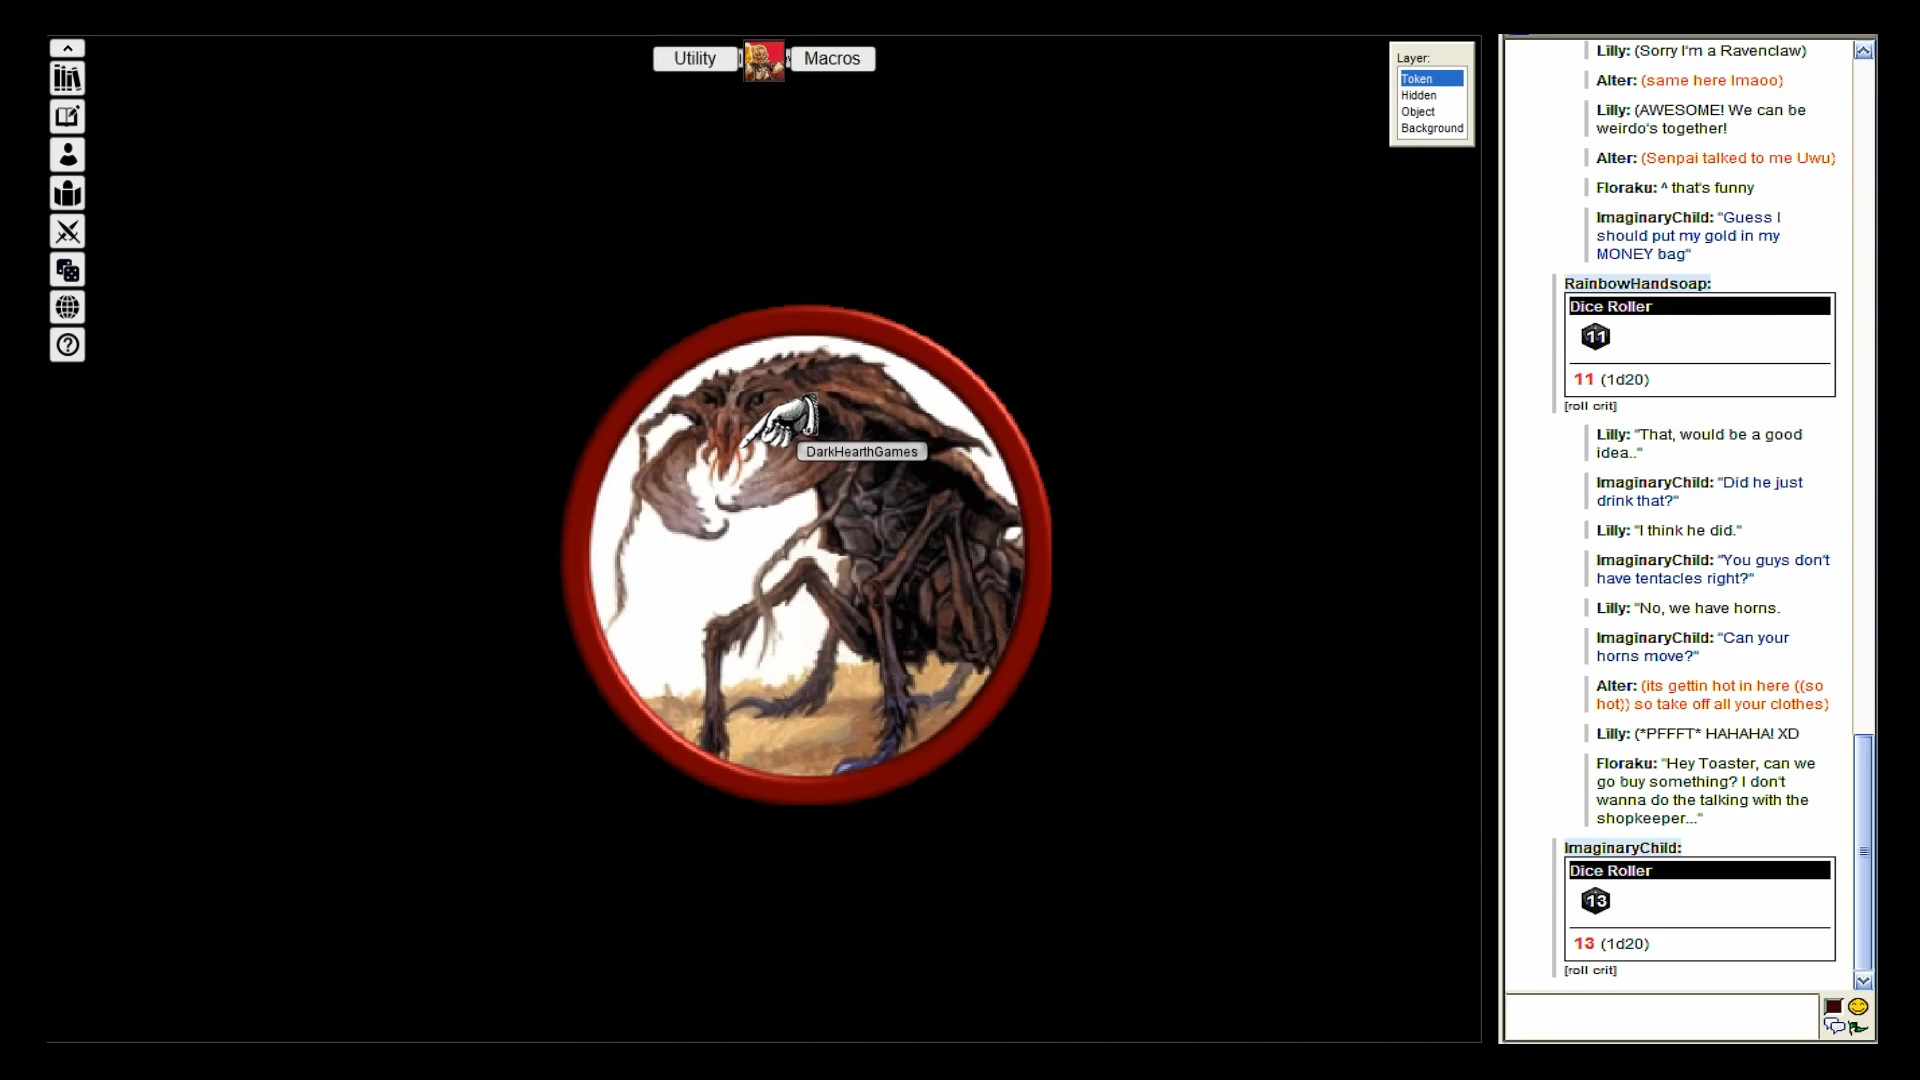 Utility
Macros
Layer:
Token
Hidden
Object
Background
DarkHearthGames
Lilly: (Sorry I'm a Ravenclaw)
Alter: (same here lmaoo)
Lilly: (AWESOME! We can be
weirdo's together!
Alter: (Senpai talked to me Uwu)
Floraku: ^ that's funny
ImaginaryChild: "Guess I
should put my gold in my
MONEY bag"
RainbowHandsoap:
Dice Roller
11
11 (1d20)
[roll crit]
Lilly: "That, would be a good
idea.."
ImaginaryChild: "Did he just
drink that?"
Lilly: "I think he did."
ImaginaryChild: "You guys don't
have tentacles right?"
Lilly: "No, we have horns.
ImaginaryChild: "Can your
horns move?"
Alter: (its gettin hot in here ((so
hot)) so take off all your clothes)
Lilly: (*PFFFT* HAHAHA! XD
Floraku: "Hey Toaster, can we
go buy something? I don't
wanna do the talking with the
shopkeeper..."
ImaginaryChild:
Dice Roller
13
13 (1d20)
[roll crit]